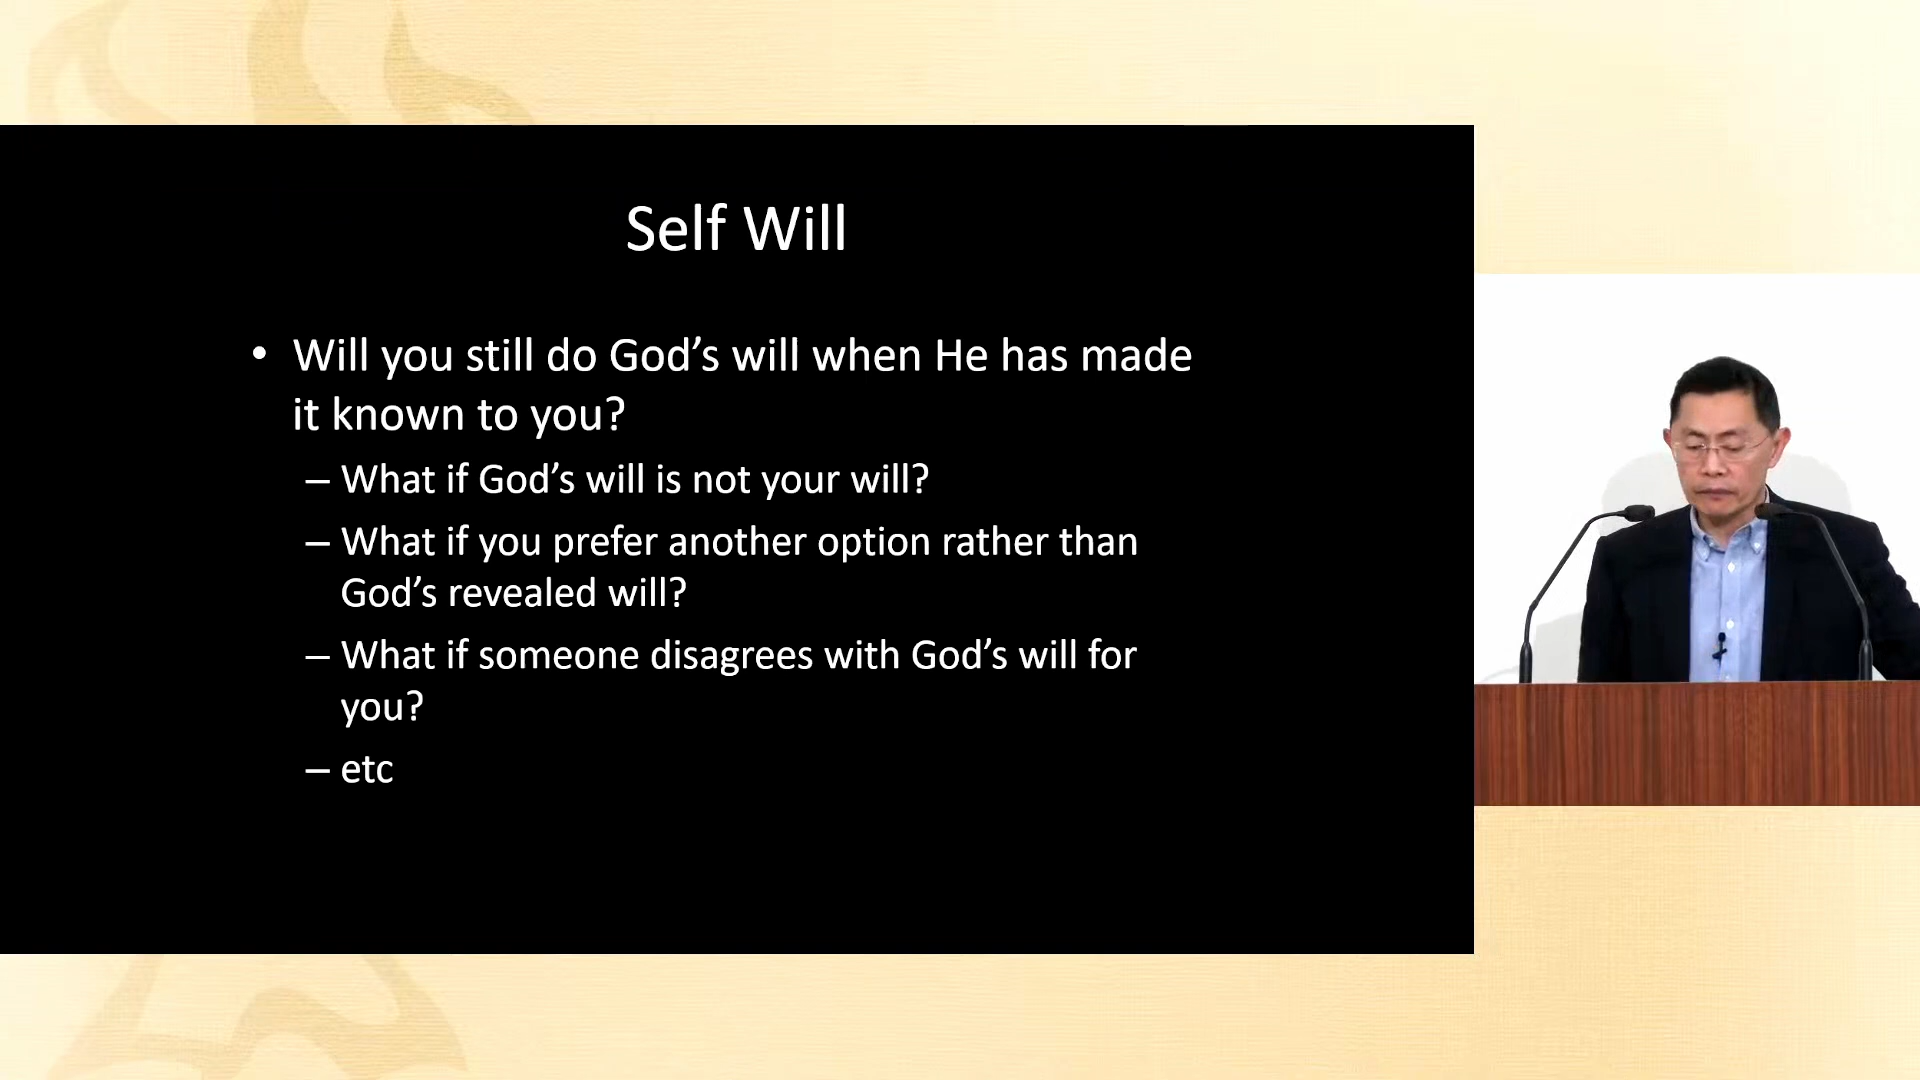 Self Will
• Will you still do God’s will when He has made
it known to you?
– What if God’s will is not your will?
– What if you prefer another option rather than
God’s revealed will?
– What if someone disagrees with God’s will for
you?
– etc